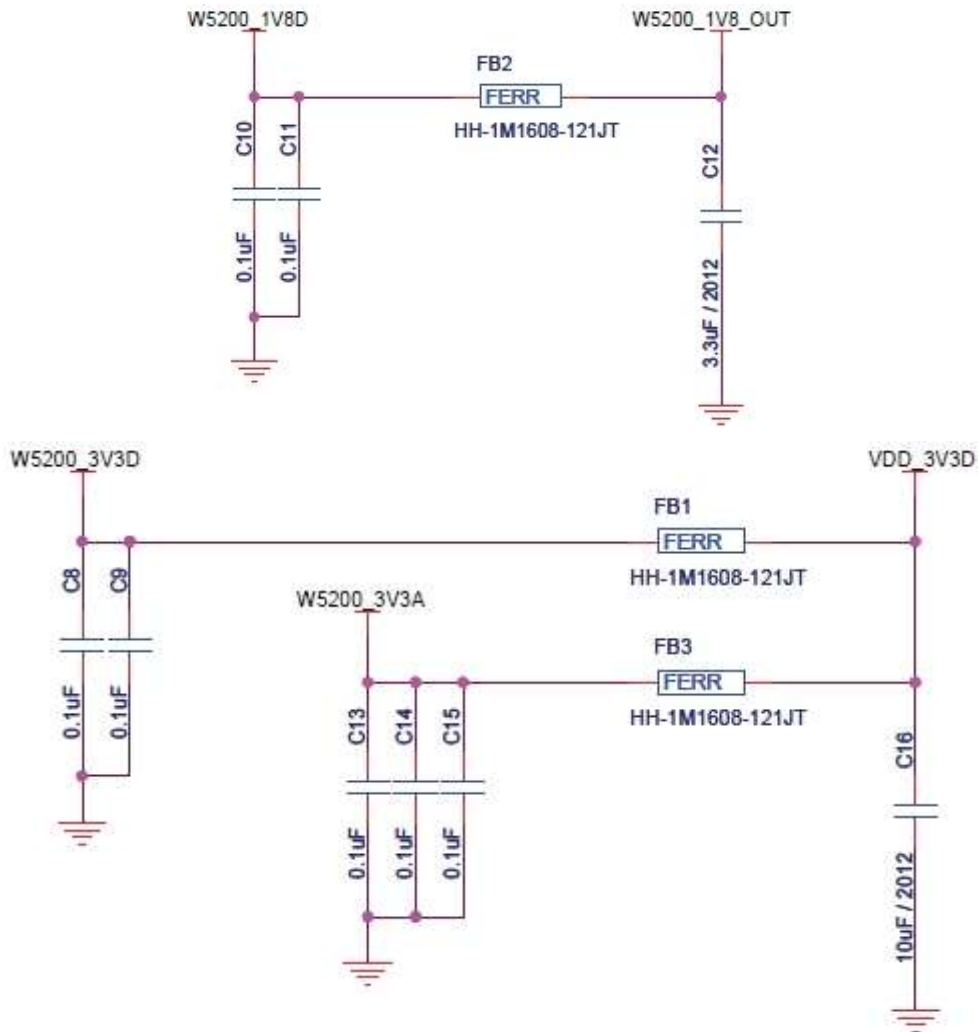 W5200_1V8D
W5200_1V8_OUT
FB2
FERR
HH-1M1608-121JT
C10
C11
C12
0.1uF
0.1uF
3.3uF / 2012
W5200_3V3D
VDD_3V3D
FB1
FERR
HH-1M1608-121JT
C8
C9
W5200_3V3A
FB3
FERR
HH-1M1608-121JT
0.1uF
0.1uF
C13
C14
C15
C16
0.1uF
0.1uF
0.1uF
10uF / 2012